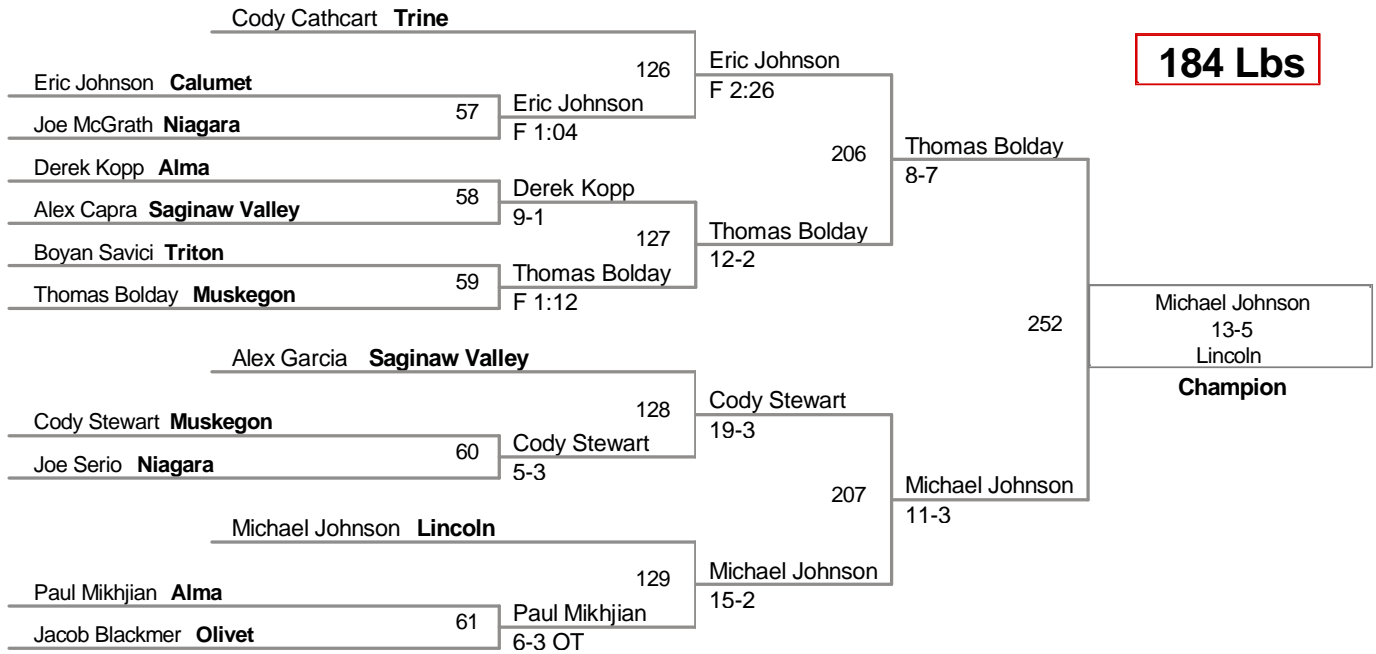 Cody Cathcart Trine
184 Lbs
126
Eric Johnson
F 2:26
Eric Johnson Calumet
57
Eric Johnson
F 1:04
Joe McGrath Niagara
206
Thomas Bolday
8-7
Derek Kopp Alma
58
Derek Kopp
9-1
Alex Capra Saginaw Valley
127
Thomas Bolday
12-2
Boyan Savici Triton
59
Thomas Bolday
F 1:12
Thomas Bolday Muskegon
252
Michael Johnson
13-5
Lincoln
Champion
Alex Garcia Saginaw Valley
128
Cody Stewart
19-3
Cody Stewart Muskegon
60
Cody Stewart
5-3
Joe Serio Niagara
207
Michael Johnson
11-3
Michael Johnson Lincoln
129
Michael Johnson
15-2
Paul Mikhjian Alma
61
Paul Mikhjian
6-3 OT
Jacob Blackmer Olivet